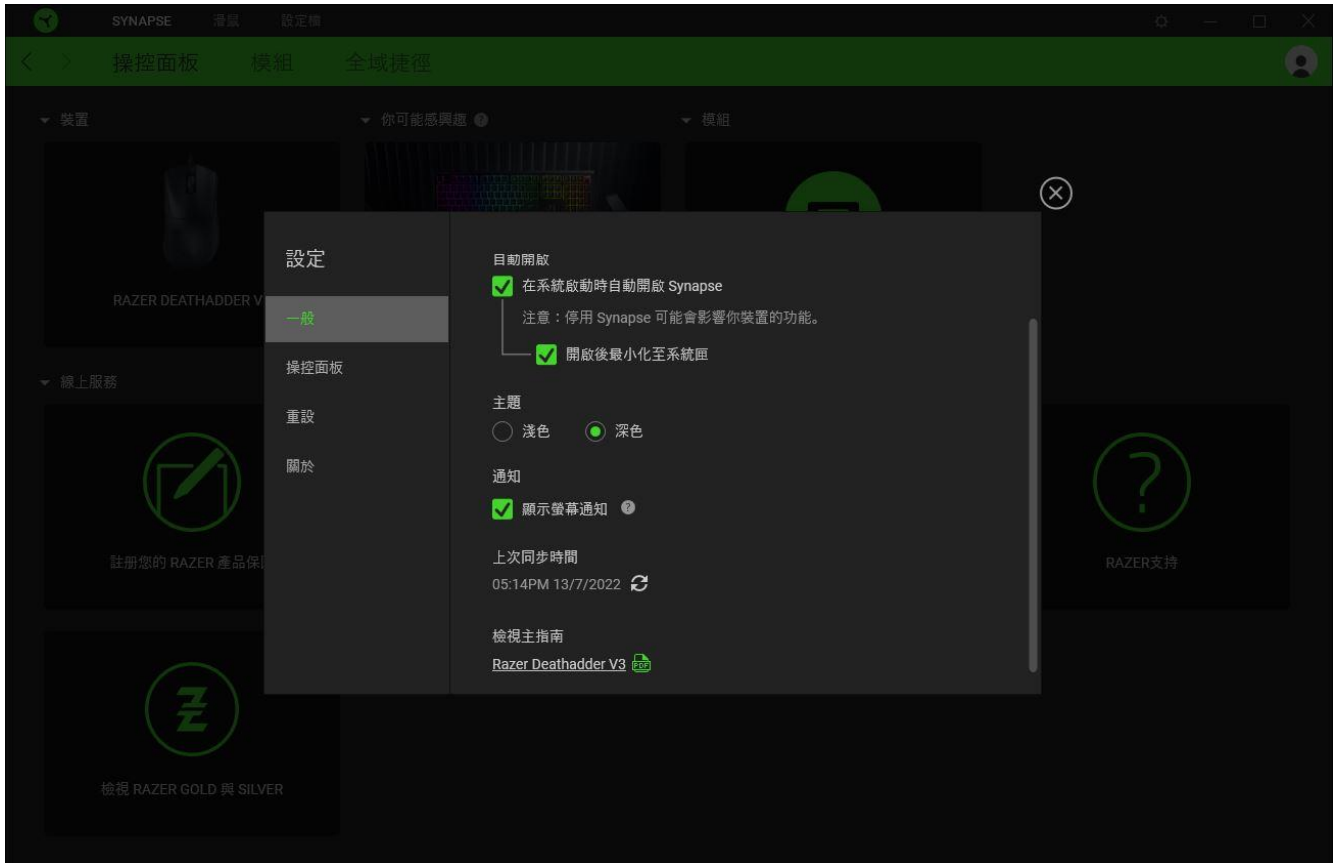 SYNAPSE 滑鼠 設定檔
操控面板 模組 全域捷徑
裝置 你可能感興趣 ? 模組
RAZER DEATHADDER V
設定
一般
操控面板
重設
關於
自動開啟
在系統啟動時自動開啟 Synapse
注意：停用 Synapse 可能會影響你裝置的功能。
開啟後最小化至系統匣
主題
淺色 深色
通知
顯示螢幕通知 ?
上次同步時間
05:14PM 13/7/2022
檢視主指南
Razer Deathadder V3 PDF
線上服務
註冊您的 RAZER 產品保
RAZER支持
檢視 RAZER GOLD 與 SILVER